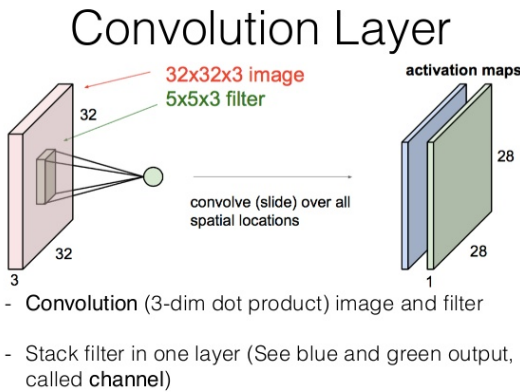 Convolution Layer
32x32x3 image
5x5x3 filter
activation maps
32
28
convolve (slide) over all
spatial locations
32
28
3
1
- Convolution (3-dim dot product) image and filter
- Stack filter in one layer (See blue and green output,
called channel)